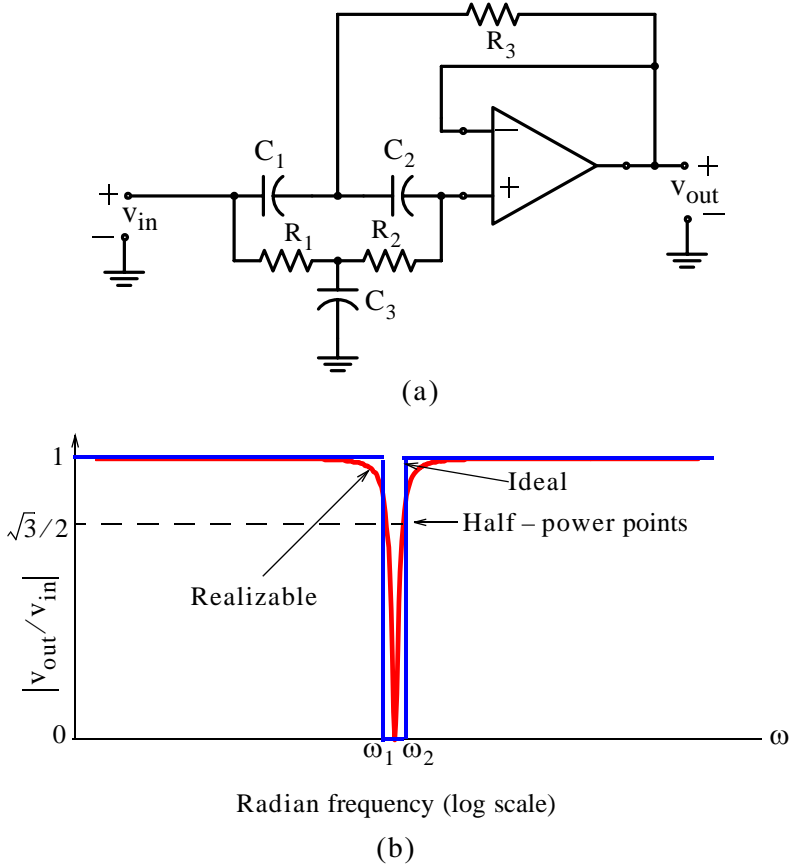 R3
C1
C2
+
−
+
vin
vout
+
−
−
R1
R2
C3
(a)
1
Ideal
√3/2
Half – power points
Realizable
|vout/vin|
0
ω1
ω2
ω
Radian frequency (log scale)
(b)